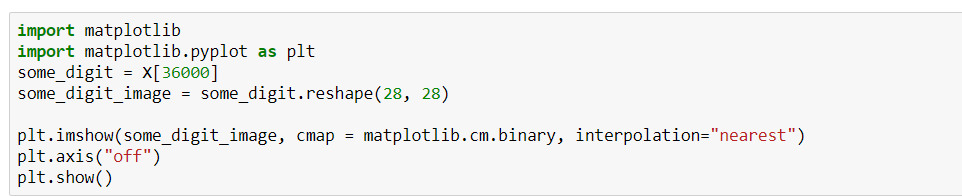 import matplotlib
import matplotlib.pyplot as plt
some_digit = X[36000]
some_digit_image = some_digit.reshape(28, 28)
plt.imshow(some_digit_image, cmap = matplotlib.cm.binary, interpolation="nearest")
plt.axis("off")
plt.show()